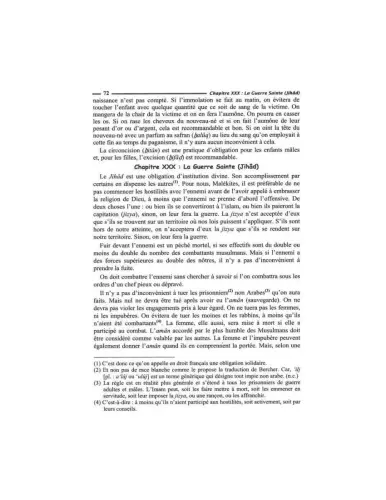 72 Chapitre XXX : La Guerre Sainte (Jihâd)
naissance n'est pas compté. Si l'immolation se fait au matin, on évitera de
toucher l'enfant avec quelque quantité que ce soit de sang de la victime. On
mangera de la chair de la victime et on en fera l'aumône. On pourra en casser
les os. Si on rase les cheveux du nouveau-né et si on fait l'aumône de leur
posant d'or ou d'argent, cela est recommandable et bon. Si on oint la tête du
nouveau-né avec un parfum au safran au lieu du sang qu'on employait à
cette fin au temps du paganisme, il n'y aura aucun inconvénient à cela.
La circoncision est une pratique d'obligation pour les enfants mâles
et, pour les filles, l'excision est recommandable.
Chapitre XXX : La Guerre Sainte (Jihâd)
Le Jihâd est une obligation d'institution divine. Son accomplissement par
certains en dispense les autres(1). Pour nous, Malékites, il est préférable de ne
pas commencer les hostilités avec l'ennemi avant de l'avoir appelé à embrasser
la religion de Dieu, à moins que l'ennemi ne prenne d'abord l'offensive. De
deux choses l'une : ou bien ils se convertiront à l'islam, ou bien ils paieront la
capitation (jizya), sinon, on leur fera la guerre. La jizya n'est acceptée d'eux
que s'ils se trouvent sur un territoire où nos lois puissent s'appliquer. S'ils sont
hors de notre atteinte, on n'acceptera d'eux la jizya que s'ils se rendent sur
notre territoire. Sinon, on leur fera la guerre.
Fuir devant l'ennemi est un péché mortel, si ses effectifs sont du double ou
moins du double du nombre des combattants musulmans. Mais si l'ennemi a
des forces supérieures au double des nôtres, il n'y a pas d'inconvénient à
prendre la fuite.
On doit combattre l'ennemi sans chercher à savoir si l'on combattra sous les
ordres d'un chef pieux ou dépravé.
Il n'y a pas d'inconvénient à tuer les prisonniers(2) non Arabes(3) qu'on aura
faits. Mais nul ne devra être tué après avoir eu l'amân (sauvegarde). On ne
devra pas violer les engagements pris à leur égard. On ne tuera pas les femmes,
ni les impubères. On évitera de tuer les moines et les rabbins, à moins qu'ils
n'aient été combattants(4). La femme, elle aussi, sera mise à mort si elle a
participé au combat. L'amân accordé par le plus humble des Musulmans doit
être considéré comme valable par les autres. La femme et l'impubère peuvent
également donner l'amân quand ils en comprennent la portée. Mais, selon une
(1) C'est donc ce qu'on appelle en droit français une obligation solidaire.
(2) Et non pas de race blanche comme le propose la traduction de Bercher. Car,
est un terme générique qui désigne tout impie non arabe. (n.e.)
(3) La règle est en réalité plus générale et s'étend à tous les prisonniers de guerre
adultes et mâles. L'Imam peut, soit les faire mettre à mort, soit les emmener en
servitude, soit leur imposer la jizya, ou une rançon, ou les affranchir.
(4) C'est-à-dire : à moins qu'ils n'aient participé aux hostilités, soit activement, soit par
leurs conseils.